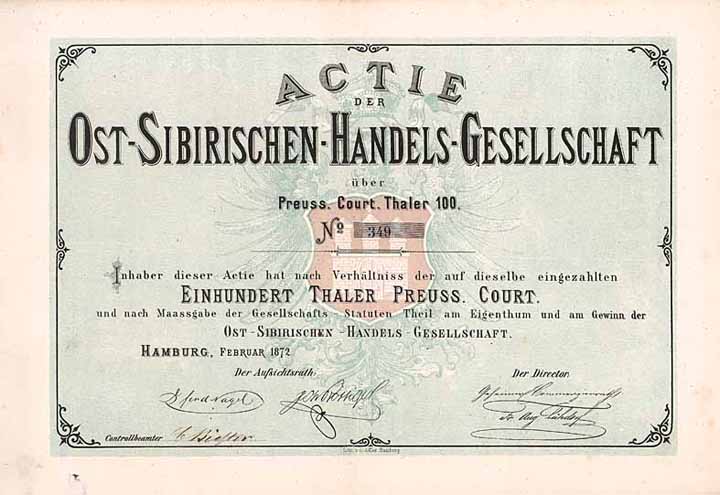 ACTIE
DER
OST-SIBIRISCHEN-HANDELS-GESELLSCHAFT
über
Preuss. Court. Thaler 100.
No 349
Inhaber dieser Actie hat nach Verhältniss der auf dieselbe eingezahlten
EINHUNDERT THALER PREUSS. COURT.
und nach Maassgabe der Gesellschafts-Statuten Theil am Eigenthum und am Gewinn der
OST-SIBIRISCHEN-HANDELS-GESELLSCHAFT.
HAMBURG, FEBRUAR 1872
Der Aufsichtsrath:
Der Director:
Controllbeamter